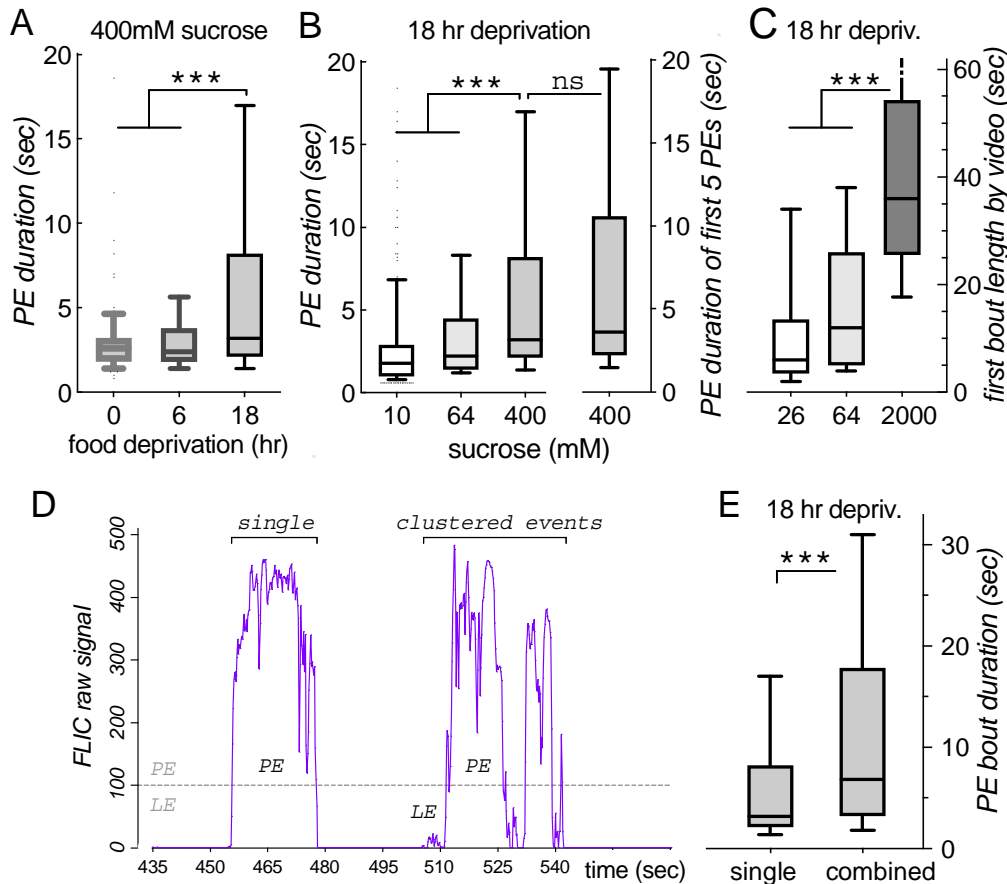 A
400mM sucrose
PE duration (sec)
20
15
10
5
0
***
0 6 18
food deprivation (hr)
B
18 hr deprivation
PE duration (sec)
20
15
10
5
0
***
ns
10 64 400 400
sucrose (mM)
20
15
10
5
0
PE duration of first 5 PEs (sec)
C
18 hr depriv.
***
60
40
20
0
first bout length by video (sec)
26 64 2000
D
single
clustered events
FLIC raw signal
500
400
300
200
100
0
PE
LE
PE
LE
PE
435 450 465 480 495 510 525 540 time (sec)
E
18 hr depriv.
***
30
20
10
0
PE bout duration (sec)
single combined